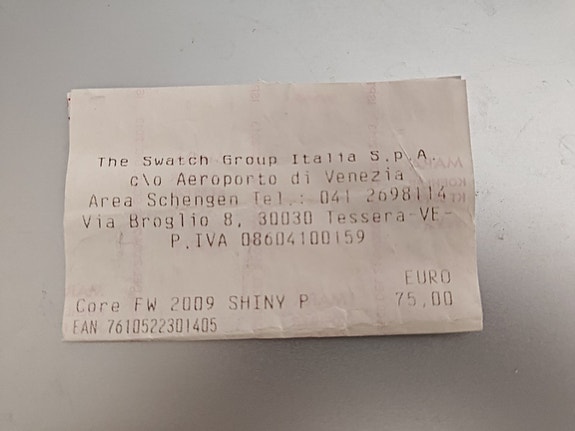 The Swatch Group Italia S.p.A.
c\o Aeroporto di Venezia
Area Schengen Tel.: 041 2698114
Via Broglio 8, 30030 Tessera-VE-
P.IVA 08604100159
EURO
Core FW 2009 SHINY P 75,00
EAN 7610522301405